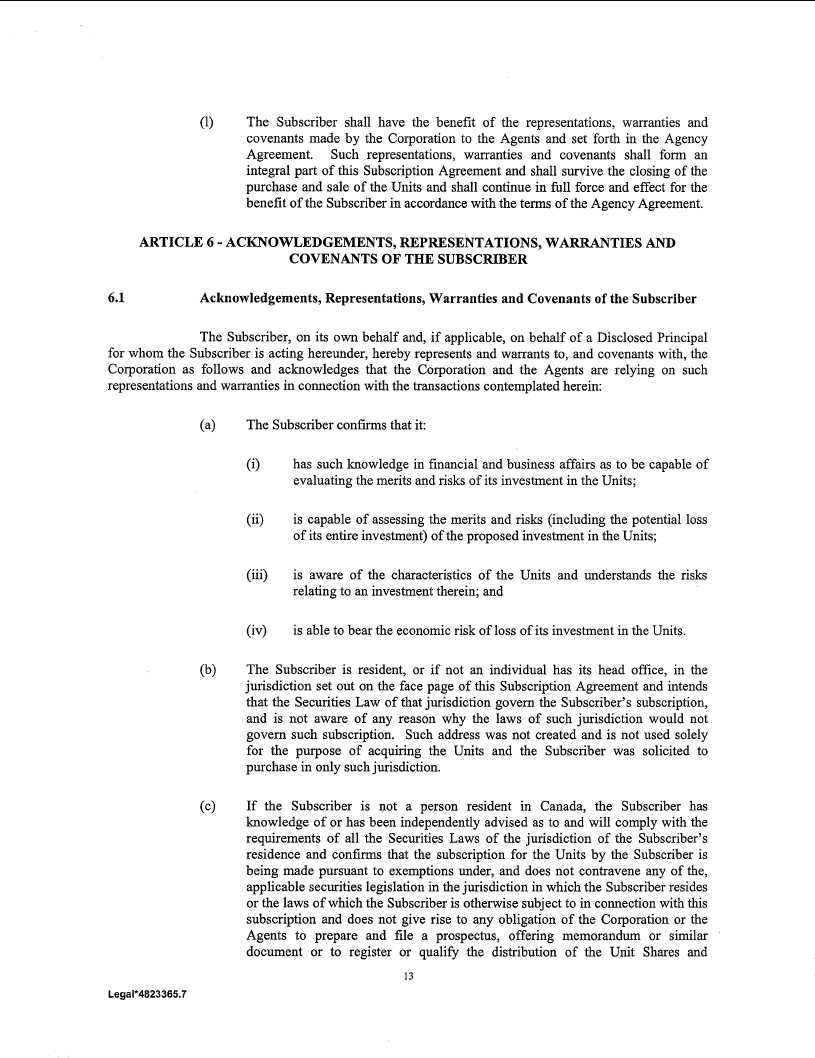 (l) The Subscriber shall have the benefit of the representations, warranties and
covenants made by the Corporation to the Agents and set forth in the Agency
Agreement. Such representations, warranties and covenants shall form an
integral part of this Subscription Agreement and shall survive the closing of the
purchase and sale of the Units and shall continue in full force and effect for the
benefit of the Subscriber in accordance with the terms of the Agency Agreement.
ARTICLE 6 - ACKNOWLEDGEMENTS, REPRESENTATIONS, WARRANTIES AND
COVENANTS OF THE SUBSCRIBER
6.1 Acknowledgements, Representations, Warranties and Covenants of the Subscriber
The Subscriber, on its own behalf and, if applicable, on behalf of a Disclosed Principal
for whom the Subscriber is acting hereunder, hereby represents and warrants to, and covenants with, the
Corporation as follows and acknowledges that the Corporation and the Agents are relying on such
representations and warranties in connection with the transactions contemplated herein:
(a) The Subscriber confirms that it:
(i) has such knowledge in financial and business affairs as to be capable of
evaluating the merits and risks of its investment in the Units;
(ii) is capable of assessing the merits and risks (including the potential loss
of its entire investment) of the proposed investment in the Units;
(iii) is aware of the characteristics of the Units and understands the risks
relating to an investment therein; and
(iv) is able to bear the economic risk of loss of its investment in the Units.
(b) The Subscriber is resident, or if not an individual has its head office, in the
jurisdiction set out on the face page of this Subscription Agreement and intends
that the Securities Law of that jurisdiction govern the Subscriber's subscription,
and is not aware of any reason why the laws of such jurisdiction would not
govern such subscription. Such address was not created and is not used solely
for the purpose of acquiring the Units and the Subscriber was solicited to
purchase in only such jurisdiction.
(c) If the Subscriber is not a person resident in Canada, the Subscriber has
knowledge of or has been independently advised as to and will comply with the
requirements of all the Securities Laws of the jurisdiction of the Subscriber's
residence and confirms that the subscription for the Units by the Subscriber is
being made pursuant to exemptions under, and does not contravene any of the,
applicable securities legislation in the jurisdiction in which the Subscriber resides
or the laws of which the Subscriber is otherwise subject to in connection with this
subscription and does not give rise to any obligation of the Corporation or the
Agents to prepare and file a prospectus, offering memorandum or similar
document or to register or qualify the distribution of the Unit Shares and
13
Legal*4823365.7